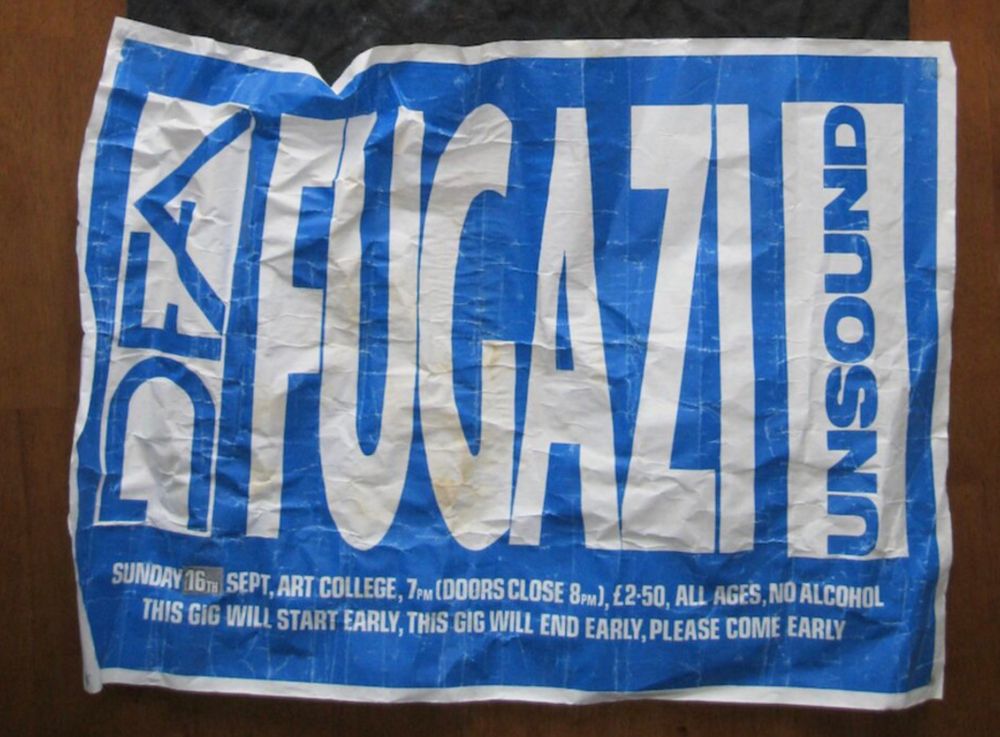 DFA
FUGAZI
UNSOUND
SUNDAY 16TH SEPT, ART COLLEGE, 7PM (DOORS CLOSE 8PM), £2·50, ALL AGES, NO ALCOHOL
THIS GIG WILL START EARLY, THIS GIG WILL END EARLY, PLEASE COME EARLY